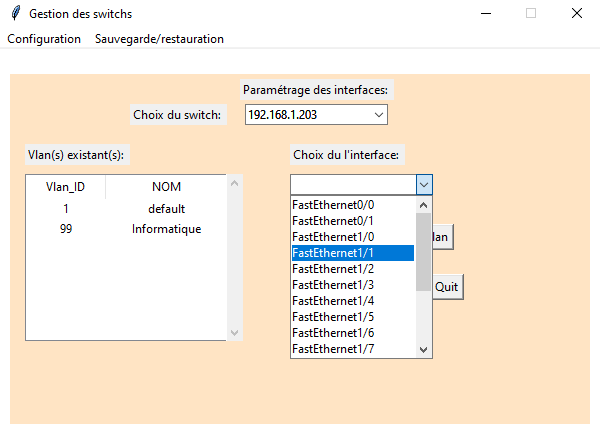 Gestion des switchs
Configuration Sauvegarde/restauration
Paramétrage des interfaces:
Choix du switch: 192.168.1.203
Vlan(s) existant(s): Choix du l'interface:
Vlan_ID NOM
1 default
99 Informatique
FastEthernet0/0
FastEthernet0/1
FastEthernet1/0
FastEthernet1/1
FastEthernet1/2
FastEthernet1/3
FastEthernet1/4
FastEthernet1/5
FastEthernet1/6
FastEthernet1/7
lan
Quit